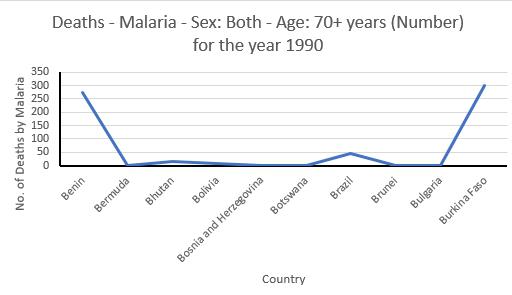 Deaths - Malaria - Sex: Both - Age: 70+ years (Number)
for the year 1990
No. of Deaths by Malaria
350
300
250
200
150
100
50
0
Benin
Bermuda
Bhutan
Bolivia
Bosnia and Herzegovina
Botswana
Brazil
Brunei
Bulgaria
Burkina Faso
Country